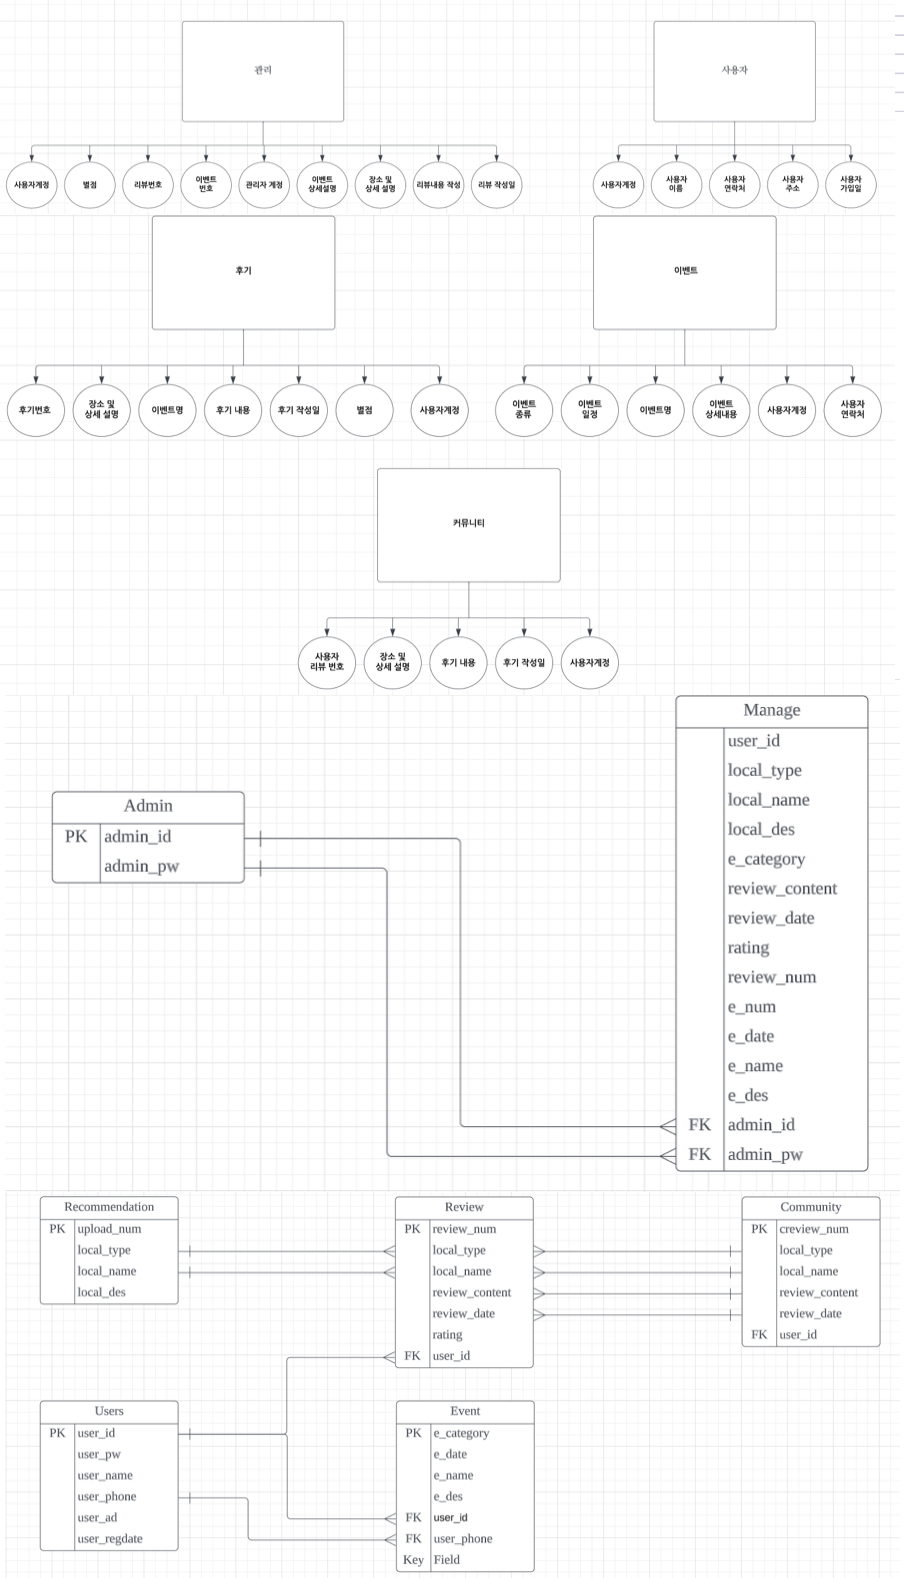 관리
사용자
사용자계정
별점
리뷰번호
이벤트
번호
관리자 계정
이벤트
상세설명
장소 및
상세 설명
리뷰내용 작성
리뷰 작성일
사용자계정
사용자
이름
사용자
연락처
사용자
주소
사용자
가입일
후기
이벤트
후기번호
장소 및
상세 설명
이벤트명
후기 내용
후기 작성일
별점
사용자계정
이벤트
종류
이벤트
일정
이벤트명
이벤트
상세내용
사용자계정
사용자
연락처
커뮤니티
사용자
리뷰 번호
장소 및
상세 설명
후기 내용
후기 작성일
사용자계정
Admin
PK admin_id
admin_pw
Manage
user_id
local_type
local_name
local_des
e_category
review_content
review_date
rating
review_num
e_num
e_date
e_name
e_des
FK admin_id
FK admin_pw
Recommendation
PK upload_num
local_type
local_name
local_des
Review
PK review_num
local_type
local_name
review_content
review_date
rating
FK user_id
Community
PK creview_num
local_type
local_name
review_content
review_date
FK user_id
Users
PK user_id
user_pw
user_name
user_phone
user_ad
user_regdate
Event
PK e_category
e_date
e_name
e_des
FK user_id
FK user_phone
Key Field